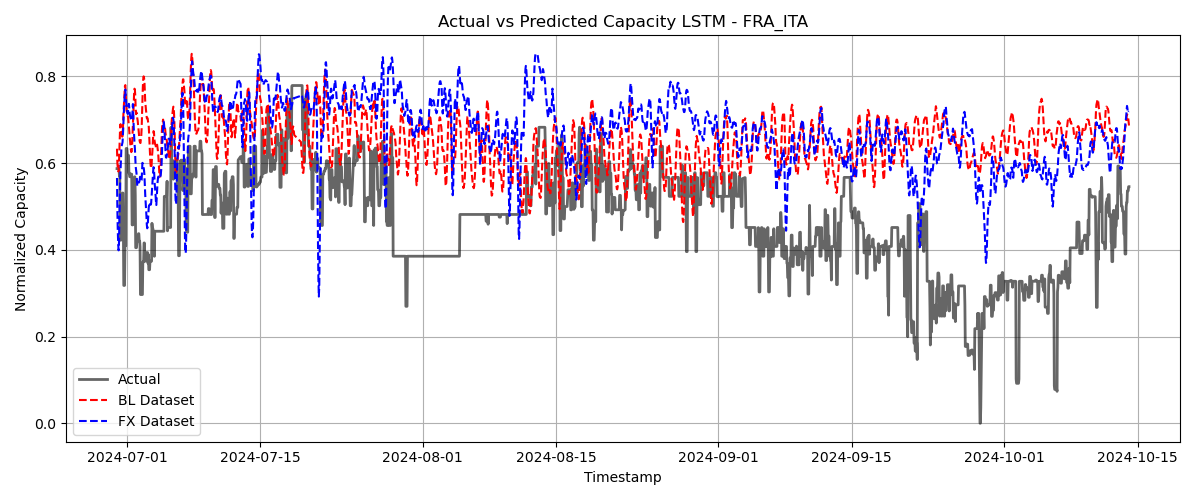 Actual vs Predicted Capacity LSTM - FRA_ITA
Normalized Capacity
0.8
0.6
0.4
0.2
0.0
Actual
BL Dataset
FX Dataset
2024-07-01 2024-07-15 2024-08-01 2024-08-15 2024-09-01 2024-09-15 2024-10-01 2024-10-15
Timestamp